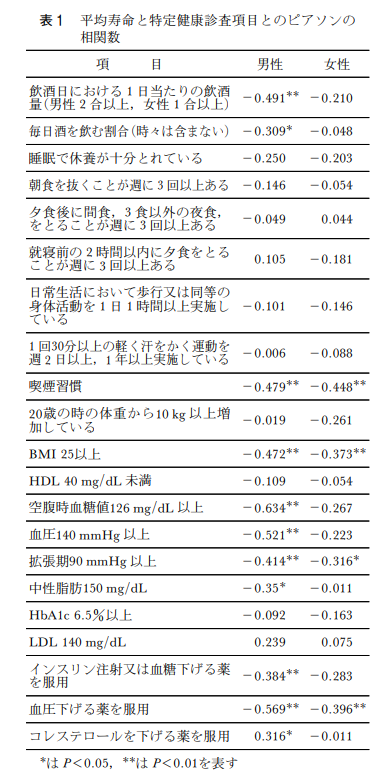 表1 平均寿命と特定健康診査項目とのピアソンの
相関数
項 目 男性 女性
飲酒日における1日当たりの飲酒
量(男性2合以上,女性1合以上) −0.491** −0.210
毎日酒を飲む割合(時々は含まない) −0.309* −0.048
睡眠で休養が十分とれている −0.250 −0.203
朝食を抜くことが週に3回以上ある −0.146 −0.054
夕食後に間食,3食以外の夜食,
をとることが週に3回以上ある −0.049 0.044
就寝前の2時間以内に夕食をとる
ことが週に3回以上ある 0.105 −0.181
日常生活において歩行又は同等の
身体活動を1日1時間以上実施し
ている −0.101 −0.146
1回30分以上の軽く汗をかく運動を
週2日以上,1年以上実施している −0.006 −0.088
喫煙習慣 −0.479** −0.448**
20歳の時の体重から10 kg以上増
加している −0.019 −0.261
BMI 25以上 −0.472** −0.373**
HDL 40 mg/dL 未満 −0.109 −0.054
空腹時血糖値126 mg/dL 以上 −0.634** −0.267
血圧140 mmHg 以上 −0.521** −0.223
拡張期90 mmHg 以上 −0.414** −0.316*
中性脂肪150 mg/dL −0.35* −0.011
HbA1c 6.5%以上 −0.092 −0.163
LDL 140 mg/dL 0.239 0.075
インスリン注射又は血糖下げる薬
を服用 −0.384** −0.283
血圧下げる薬を服用 −0.569** −0.396**
コレステロールを下げる薬を服用 0.316* −0.011
*は P<0.05,**は P<0.01を表す